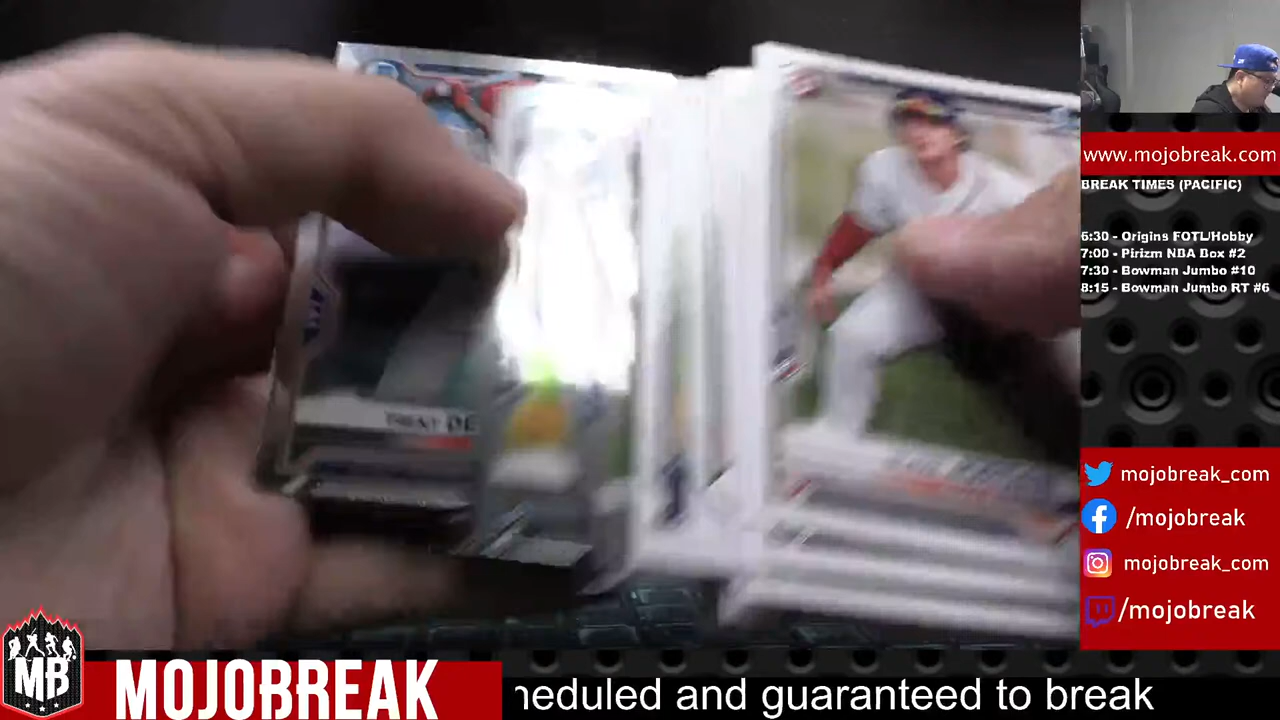 www.mojobreak.com
BREAK TIMES (PACIFIC)
6:30 - Origins FOTL/Hobby
7:00 - Pirizm NBA Box #2
7:30 - Bowman Jumbo #10
8:15 - Bowman Jumbo RT #6
mojobreak_com
/mojobreak
mojobreak_com
/mojobreak
MB
MOJOBREAK
heduled and guaranteed to break